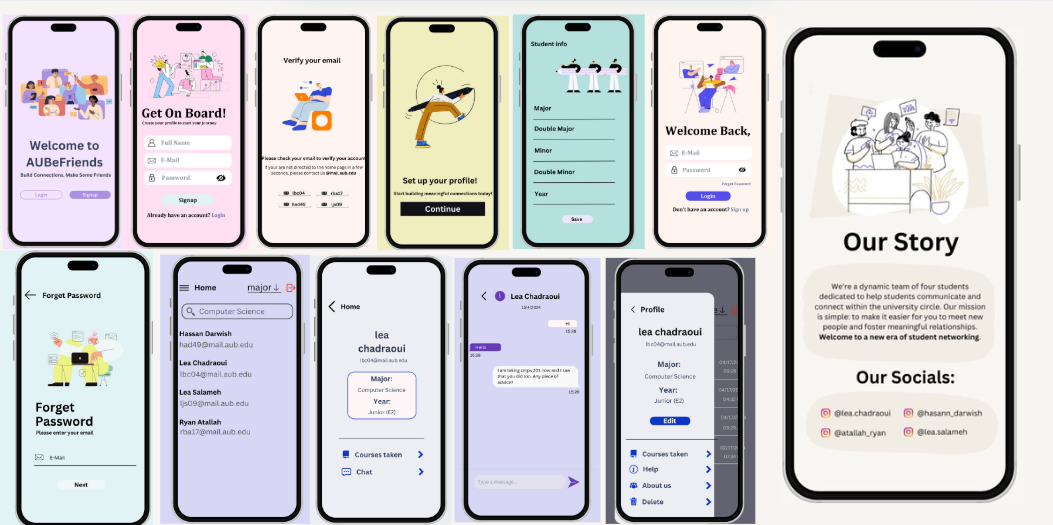 Welcome to
AUBeFriends
Build Connections, Make Some Friends
Login
Signup
Get On Board!
Create your profile to start your journey
Full Name
E-Mail
Password
Signup
Already have an account? Login
Verify your email
Please check your email to verify your account
If you are not directed to the home page in a few
seconds, please contact us @mail.aub.edu
lbc04
rba17
had49
ljs09
Set up your profile!
Start building meaningful connections today!
Continue
Student info
Major
Double Major
Minor
Double Minor
Year
Save
Welcome Back,
E-Mail
Password
Forget Password
Login
Don't have an account? Sign up
Our Story
We're a dynamic team of four students
dedicated to help students communicate and
connect within the university circle. Our mission
is simple: to make it easier for you to meet new
people and foster meaningful relationships.
Welcome to a new era of student networking.
Our Socials:
@lea.chadraoui
@hasann_darwish
@atallah_ryan
@lea.salameh
Forget Password
Forget
Password
Please enter your email
E-Mail
Next
Home
major
Computer Science
Hassan Darwish
had49@mail.aub.edu
Lea Chadraoui
lbc04@mail.aub.edu
Lea Salameh
ljs09@mail.aub.edu
Ryan Atallah
rba17@mail.aub.edu
Home
lea
chadraoui
lbc04@mail.aub.edu
Major:
Computer Science
Year:
Junior (E2)
Courses taken
Chat
Lea Chadraoui
Hi
15:28
Hello
15:28
I am taking cmps 201 now, and I saw
that you did too. Any piece of
advice?
15:28
Type a message...
Profile
lea chadraoui
lbc04@mail.aub.edu
Major:
Computer Science
Year:
Junior (E2)
Edit
Courses taken
Help
About us
Delete